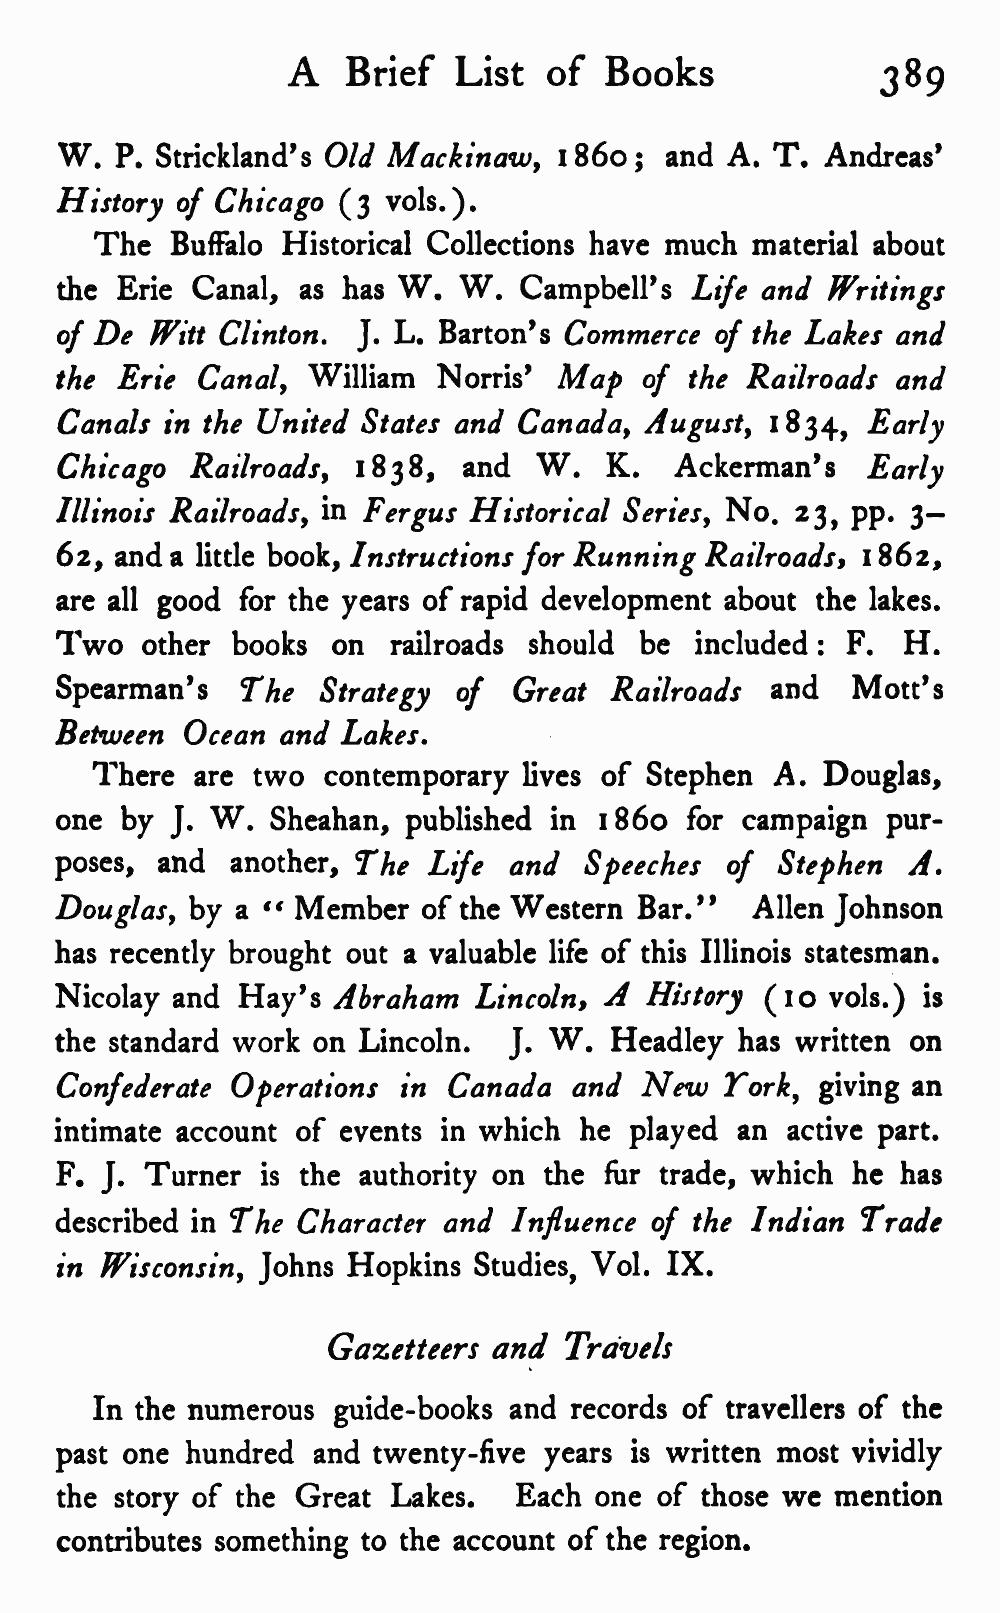 A Brief List of Books 389
W. P. Strickland's Old Mackinaw, 1860; and A. T. Andreas'
History of Chicago (3 vols.).
The Buffalo Historical Collections have much material about
the Erie Canal, as has W. W. Campbell's Life and Writings
of De Witt Clinton. J. L. Barton's Commerce of the Lakes and
the Erie Canal, William Norris' Map of the Railroads and
Canals in the United States and Canada, August, 1834, Early
Chicago Railroads, 1838, and W. K. Ackerman's Early
Illinois Railroads, in Fergus Historical Series, No. 23, pp. 3–
62, and a little book, Instructions for Running Railroads, 1862,
are all good for the years of rapid development about the lakes.
Two other books on railroads should be included: F. H.
Spearman's The Strategy of Great Railroads and Mott's
Between Ocean and Lakes.
There are two contemporary lives of Stephen A. Douglas,
one by J. W. Sheahan, published in 1860 for campaign pur-
poses, and another, The Life and Speeches of Stephen A.
Douglas, by a "Member of the Western Bar." Allen Johnson
has recently brought out a valuable life of this Illinois statesman.
Nicolay and Hay's Abraham Lincoln, A History (10 vols.) is
the standard work on Lincoln. J. W. Headley has written on
Confederate Operations in Canada and New York, giving an
intimate account of events in which he played an active part.
F. J. Turner is the authority on the fur trade, which he has
described in The Character and Influence of the Indian Trade
in Wisconsin, Johns Hopkins Studies, Vol. IX.
Gazetteers and Travels
In the numerous guide-books and records of travellers of the
past one hundred and twenty-five years is written most vividly
the story of the Great Lakes. Each one of those we mention
contributes something to the account of the region.